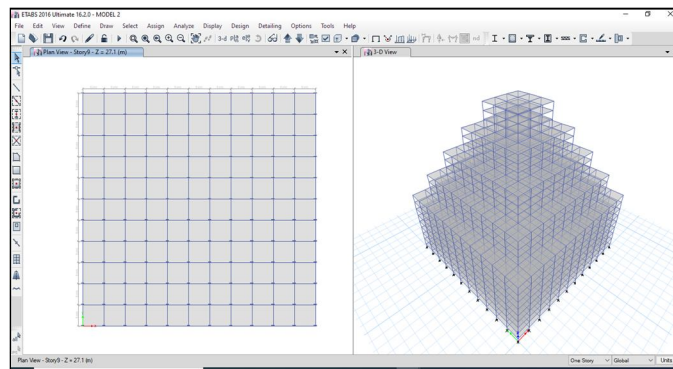 ETABS 2016 Ultimate 16.2.0 - MODEL 2
File Edit View Define Draw Select Assign Analyze Display Design Detailing Options Tools Help
3-d
Plan View - Story9 - Z = 27.1 (m)
3-D View
Plan View - Story9 - Z = 27.1 (m)
One Story Global Units